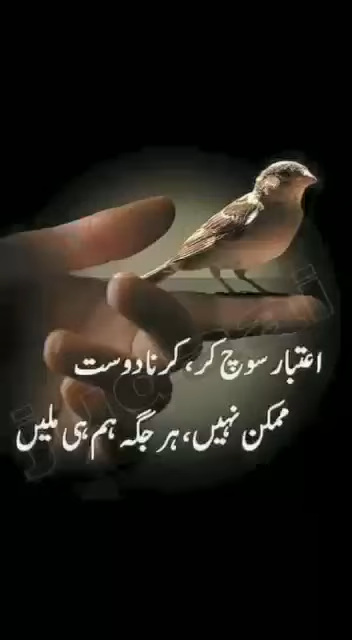 اعتبار سوچ کر، کرنا دوست
ممکن نہیں، ہر جگہ ہم ہی ملیں